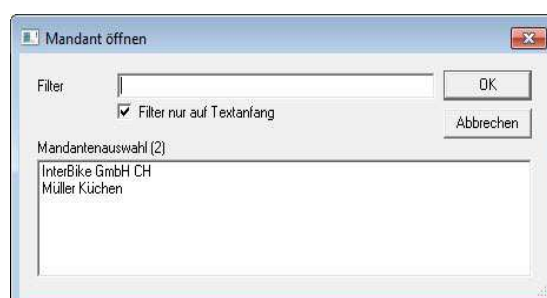 Mandant öffnen
Filter
OK
Filter nur auf Textanfang
Abbrechen
Mandantenauswahl (2)
InterBike GmbH CH
Müller Küchen